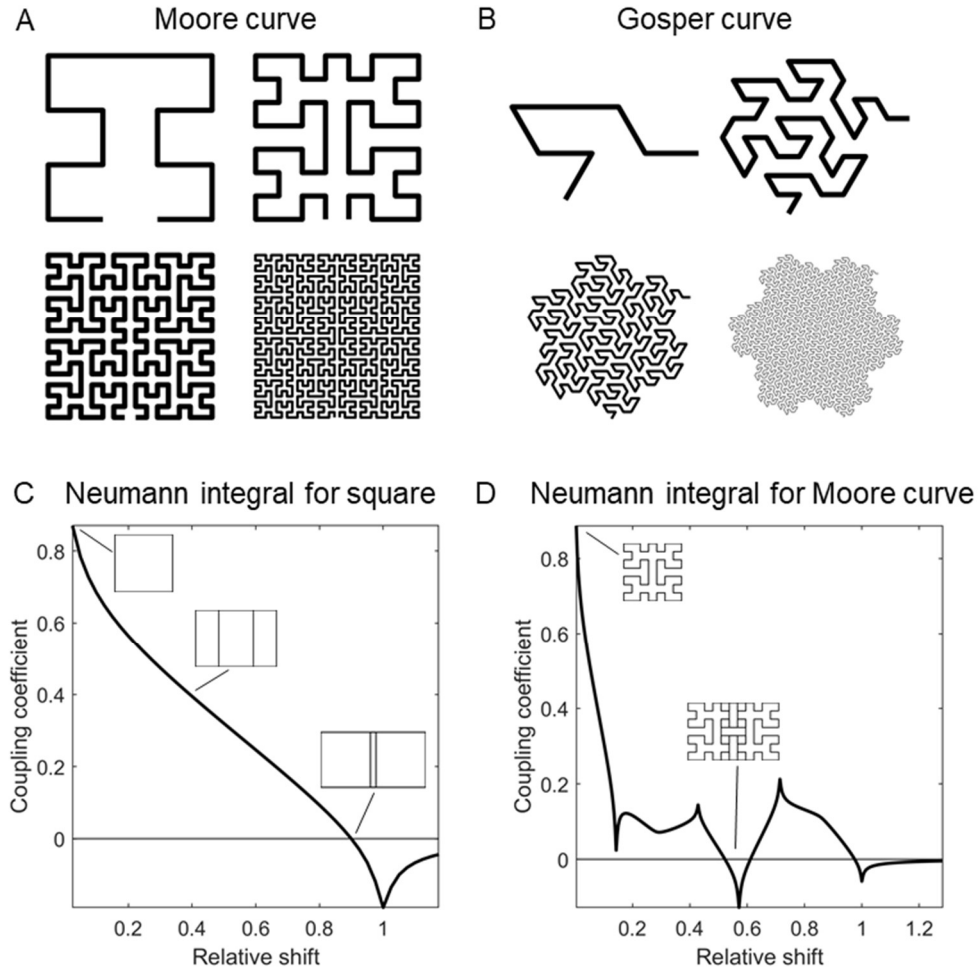 A Moore curve
B Gosper curve
C Neumann integral for square
0.8
0.6
0.4
0.2
0
Coupling coefficient
0.2 0.4 0.6 0.8 1
Relative shift
D Neumann integral for Moore curve
0.8
0.6
0.4
0.2
0
Coupling coefficient
0.2 0.4 0.6 0.8 1 1.2
Relative shift